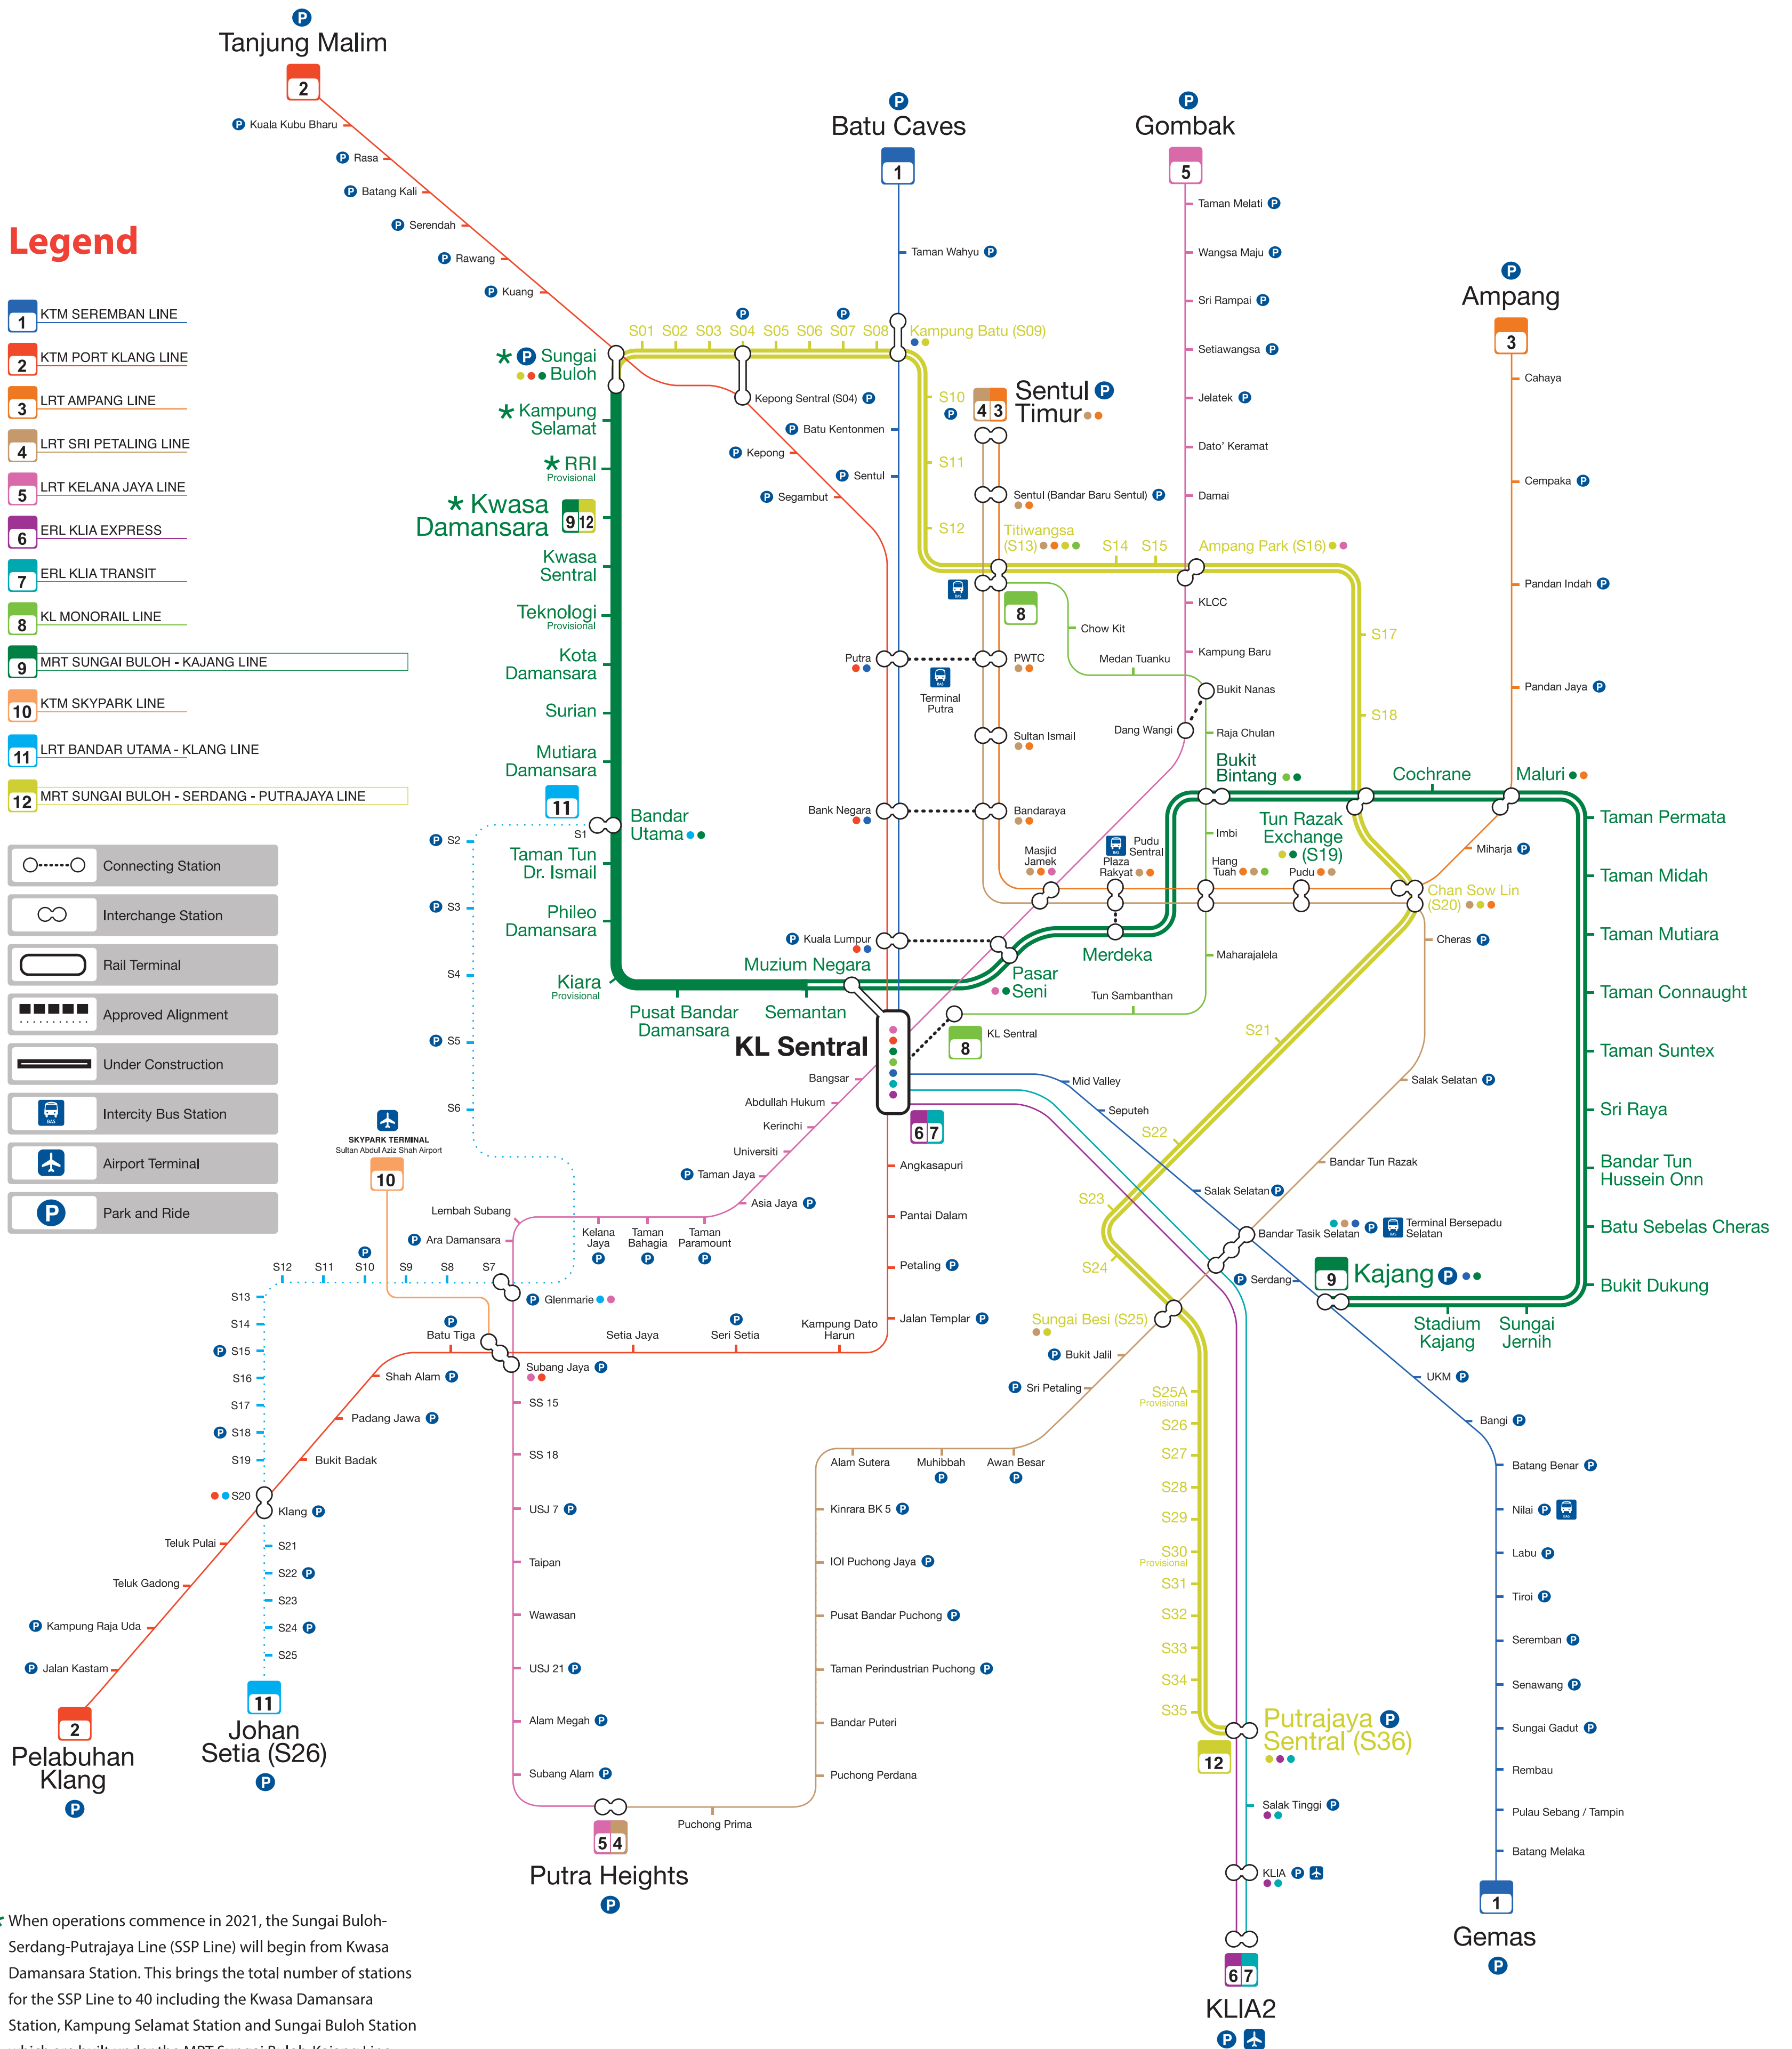 Tanjung Malim
2
Kuala Kubu Bharu
Rasa
Batang Kali
Serendah
Rawang
Kuang
Batu Caves
1
Taman Wahyu
Gombak
5
Taman Melati
Wangsa Maju
Sri Rampai
Setiawangsa
Jelatek
Dato' Keramat
Damai
Ampang
3
Cahaya
Cempaka
Pandan Indah
Pandan Jaya
Legend
1 KTM SEREMBAN LINE
2 KTM PORT KLANG LINE
3 LRT AMPANG LINE
4 LRT SRI PETALING LINE
5 LRT KELANA JAYA LINE
6 ERL KLIA EXPRESS
7 ERL KLIA TRANSIT
8 KL MONORAIL LINE
9 MRT SUNGAI BULOH - KAJANG LINE
10 KTM SKYPARK LINE
11 LRT BANDAR UTAMA - KLANG LINE
12 MRT SUNGAI BULOH - SERDANG - PUTRAJAYA LINE
Connecting Station
Interchange Station
Rail Terminal
Approved Alignment
Under Construction
BAS Intercity Bus Station
Airport Terminal
P Park and Ride
* P Sungai
Buloh
* Kampung
Selamat
* RRI
Provisional
* Kwasa
Damansara
9 12
Kwasa
Sentral
Teknologi
Provisional
Kota
Damansara
Surian
Mutiara
Damansara
11
S1
Bandar
Utama
Taman Tun
Dr. Ismail
Phileo
Damansara
Kiara
Provisional
Pusat Bandar
Damansara
Semantan
Muzium Negara
S01 S02 S03 S04 S05 S06 S07 S08
Kampung Batu (S09)
S10
S11
S12
Kepong Sentral (S04)
Batu Kentonmen
Kepong
Sentul
Segambut
4 3
Sentul
Timur
Sentul (Bandar Baru Sentul)
Titiwangsa
(S13)
S14 S15
Ampang Park (S16)
BAS
8
KLCC
Kampung Baru
Chow Kit
Medan Tuanku
Bukit Nanas
Dang Wangi
Raja Chulan
Putra
PWTC
BAS
Terminal
Putra
Sultan Ismail
Bank Negara
Bandaraya
S17
S18
Bukit
Bintang
Cochrane
Maluri
Imbi
Tun Razak
Exchange
(S19)
Miharja
Masjid
Jamek
BAS Pudu
Sentral
Plaza
Rakyat
Hang
Tuah
Pudu
Chan Sow Lin
(S20)
Kuala Lumpur
Pasar
Seni
Merdeka
Maharajalela
Tun Sambanthan
Cheras
KL Sentral
8
KL Sentral
6 7
Taman Permata
Taman Midah
Taman Mutiara
Taman Connaught
Taman Suntex
Sri Raya
Bandar Tun
Hussein Onn
Batu Sebelas Cheras
Bukit Dukung
Sungai
Jernih
Stadium
Kajang
9 Kajang
S21
S22
S23
S24
Salak Selatan
Bandar Tun Razak
Mid Valley
Seputeh
Salak Selatan
Bandar Tasik Selatan
BAS Terminal Bersepadu
Selatan
Serdang
Sungai Besi (S25)
Bukit Jalil
Sri Petaling
S25A
Provisional
S26
S27
S28
S29
S30
Provisional
S31
S32
S33
S34
S35
12
Putrajaya
Sentral (S36)
Salak Tinggi
KLIA
6 7
KLIA2
UKM
Bangi
Batang Benar
Nilai
BAS
Labu
Tiroi
Seremban
Senawang
Sungai Gadut
Rembau
Pulau Sebang / Tampin
Batang Melaka
1
Gemas
S2
S3
S4
S5
S6
SKYPARK TERMINAL
Sultan Abdul Aziz Shah Airport
10
Bangsar
Abdullah Hukum
Kerinchi
Universiti
Taman Jaya
Asia Jaya
Taman
Paramount
Taman
Bahagia
Kelana
Jaya
Lembah Subang
Ara Damansara
Glenmarie
S12 S11 S10 S9 S8 S7
S13
S14
S15
S16
S17
S18
S19
S20
Klang
S21
S22
S23
S24
S25
11
Johan
Setia (S26)
Angkasapuri
Pantai Dalam
Petaling
Jalan Templar
Kampung Dato
Harun
Seri Setia
Setia Jaya
Subang Jaya
Batu Tiga
Shah Alam
Padang Jawa
Bukit Badak
Teluk Pulai
Teluk Gadong
Kampung Raja Uda
Jalan Kastam
2
Pelabuhan
Klang
SS 15
SS 18
USJ 7
Taipan
Wawasan
USJ 21
Alam Megah
Subang Alam
5 4
Putra Heights
Puchong Prima
Alam Sutera
Muhibbah
Awan Besar
Kinrara BK 5
IOI Puchong Jaya
Pusat Bandar Puchong
Taman Perindustrian Puchong
Bandar Puteri
Puchong Perdana
* When operations commence in 2021, the Sungai Buloh-
Serdang-Putrajaya Line (SSP Line) will begin from Kwasa
Damansara Station. This brings the total number of stations
for the SSP Line to 40 including the Kwasa Damansara
Station, Kampung Selamat Station and Sungai Buloh Station
which are built under the MRT Sungai Buloh-Kajang Line